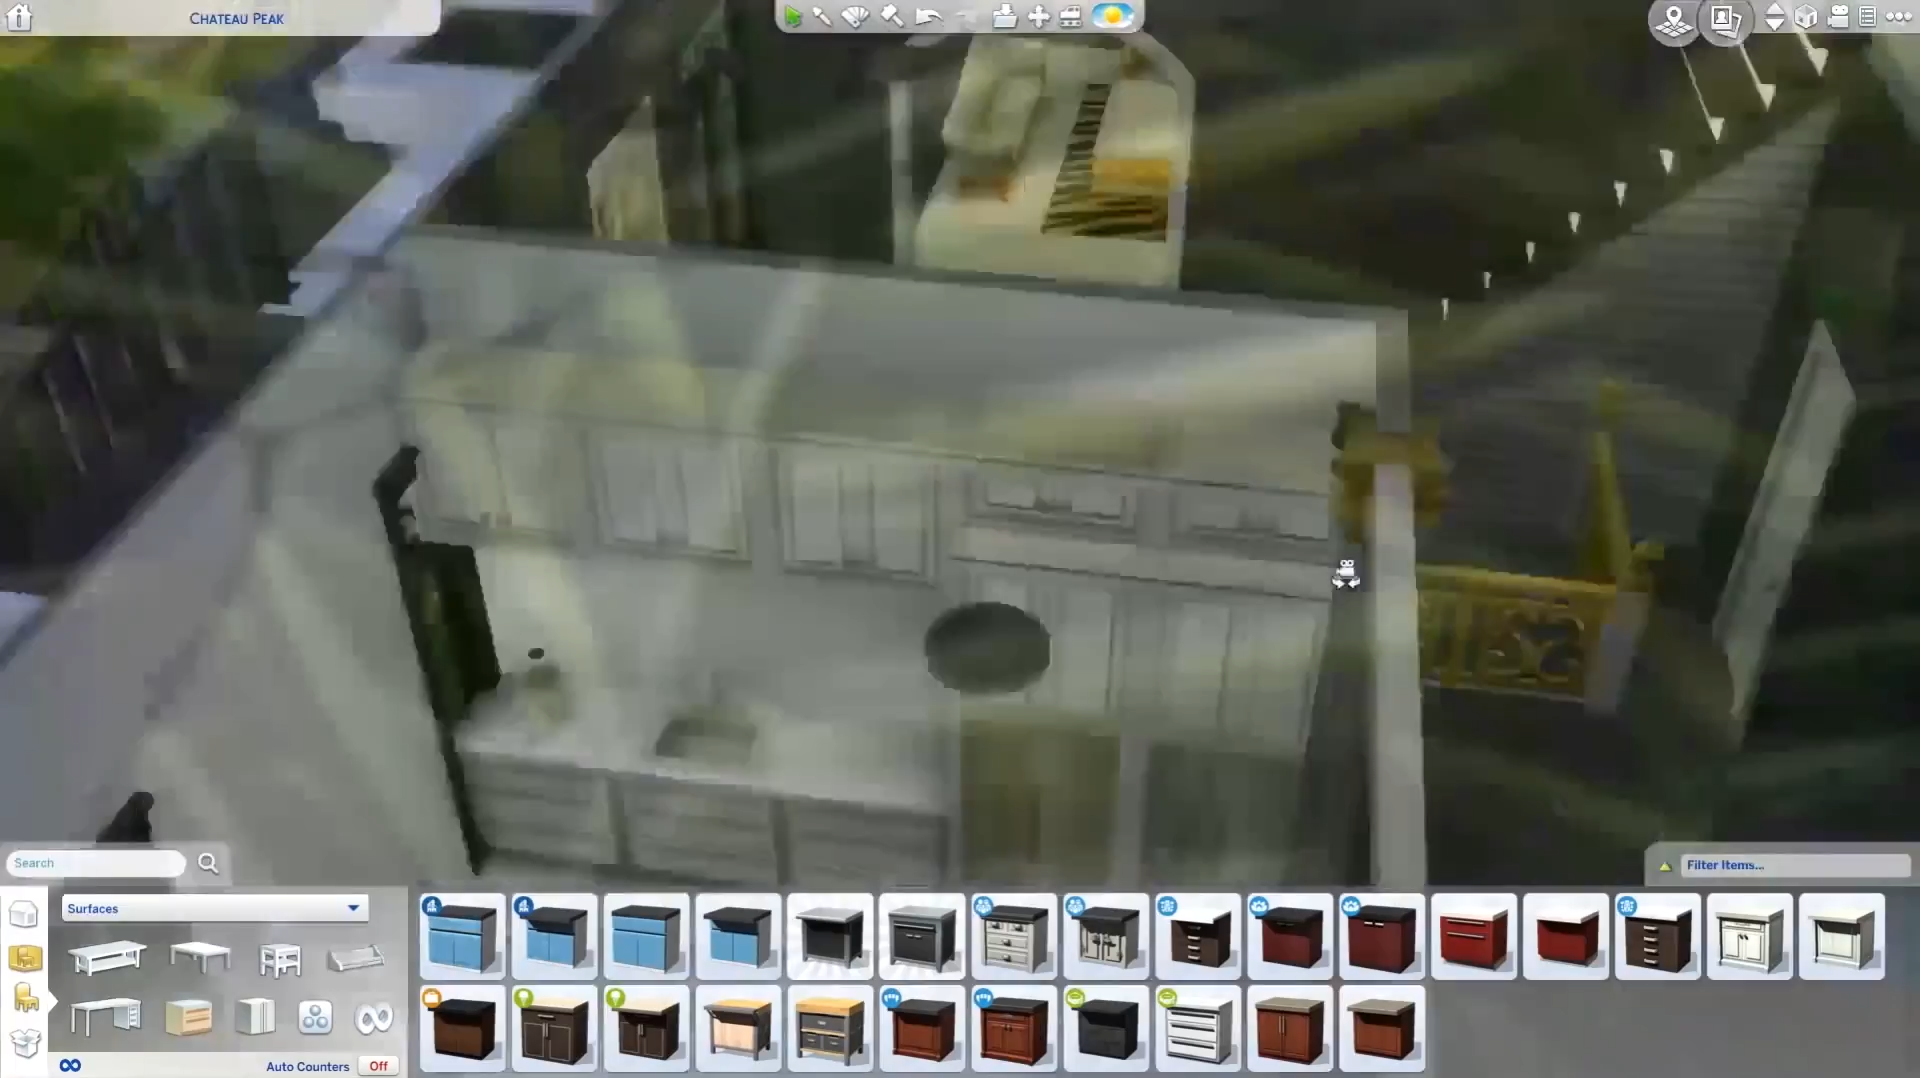 CHATEAU PEAK
Search
Filter Items...
Surfaces
Auto Counters Off